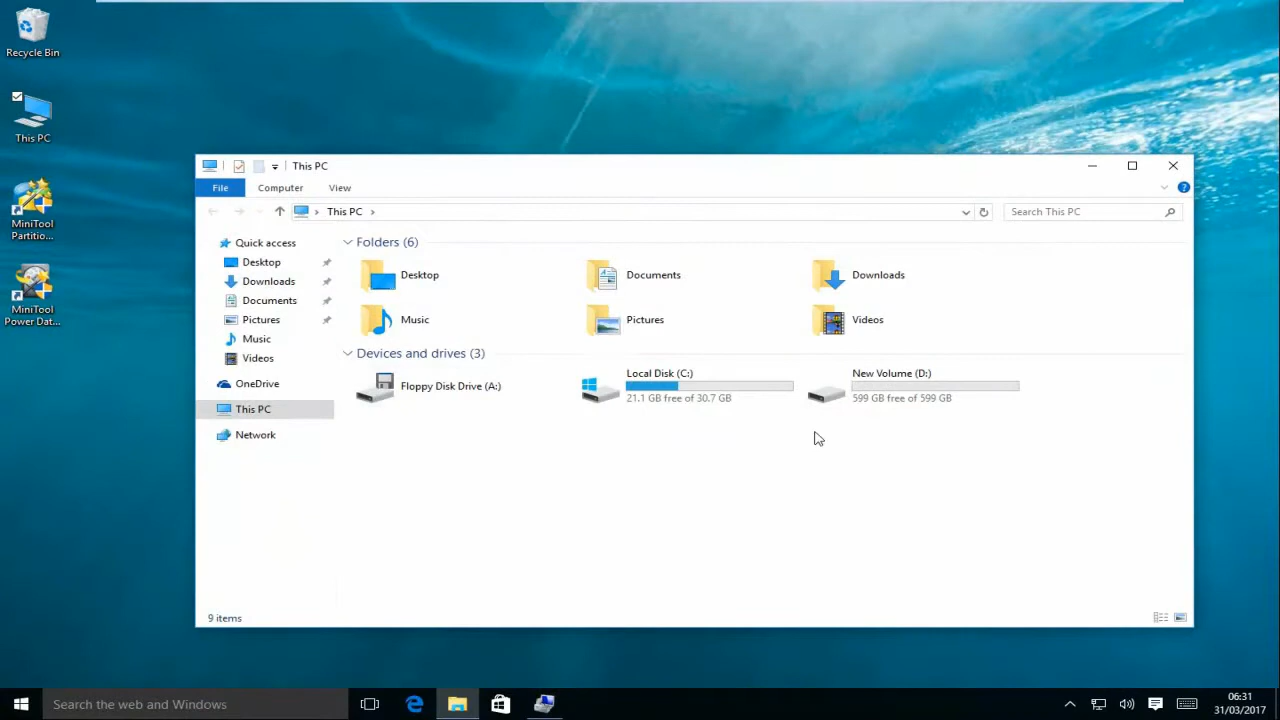 Recycle Bin
This PC
MiniTool
Partitio...
MiniTool
Power Dat...
This PC
File Computer View
This PC
Search This PC
Quick access
Desktop
Downloads
Documents
Pictures
Music
Videos
OneDrive
This PC
Network
Folders (6)
Desktop Documents Downloads
Music Pictures Videos
Devices and drives (3)
Floppy Disk Drive (A:)
Local Disk (C:)
21.1 GB free of 30.7 GB
New Volume (D:)
599 GB free of 599 GB
9 items
Search the web and Windows
06:31
31/03/2017